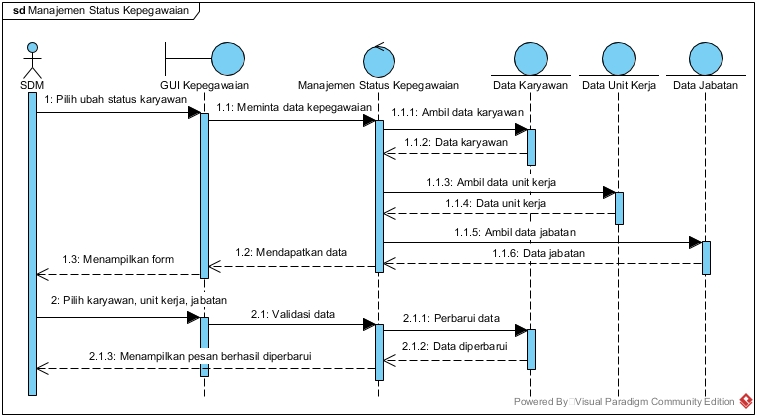 sd Manajemen Status Kepegawaian
SDM
GUI Kepegawaian
Manajemen Status Kepegawaian
Data Karyawan
Data Unit Kerja
Data Jabatan
1: Pilih ubah status karyawan
1.1: Meminta data kepegawaian
1.1.1: Ambil data karyawan
1.1.2: Data karyawan
1.1.3: Ambil data unit kerja
1.1.4: Data unit kerja
1.1.5: Ambil data jabatan
1.1.6: Data jabatan
1.2: Mendapatkan data
1.3: Menampilkan form
2: Pilih karyawan, unit kerja, jabatan
2.1: Validasi data
2.1.1: Perbarui data
2.1.2: Data diperbarui
2.1.3: Menampilkan pesan berhasil diperbarui
Powered By Visual Paradigm Community Edition